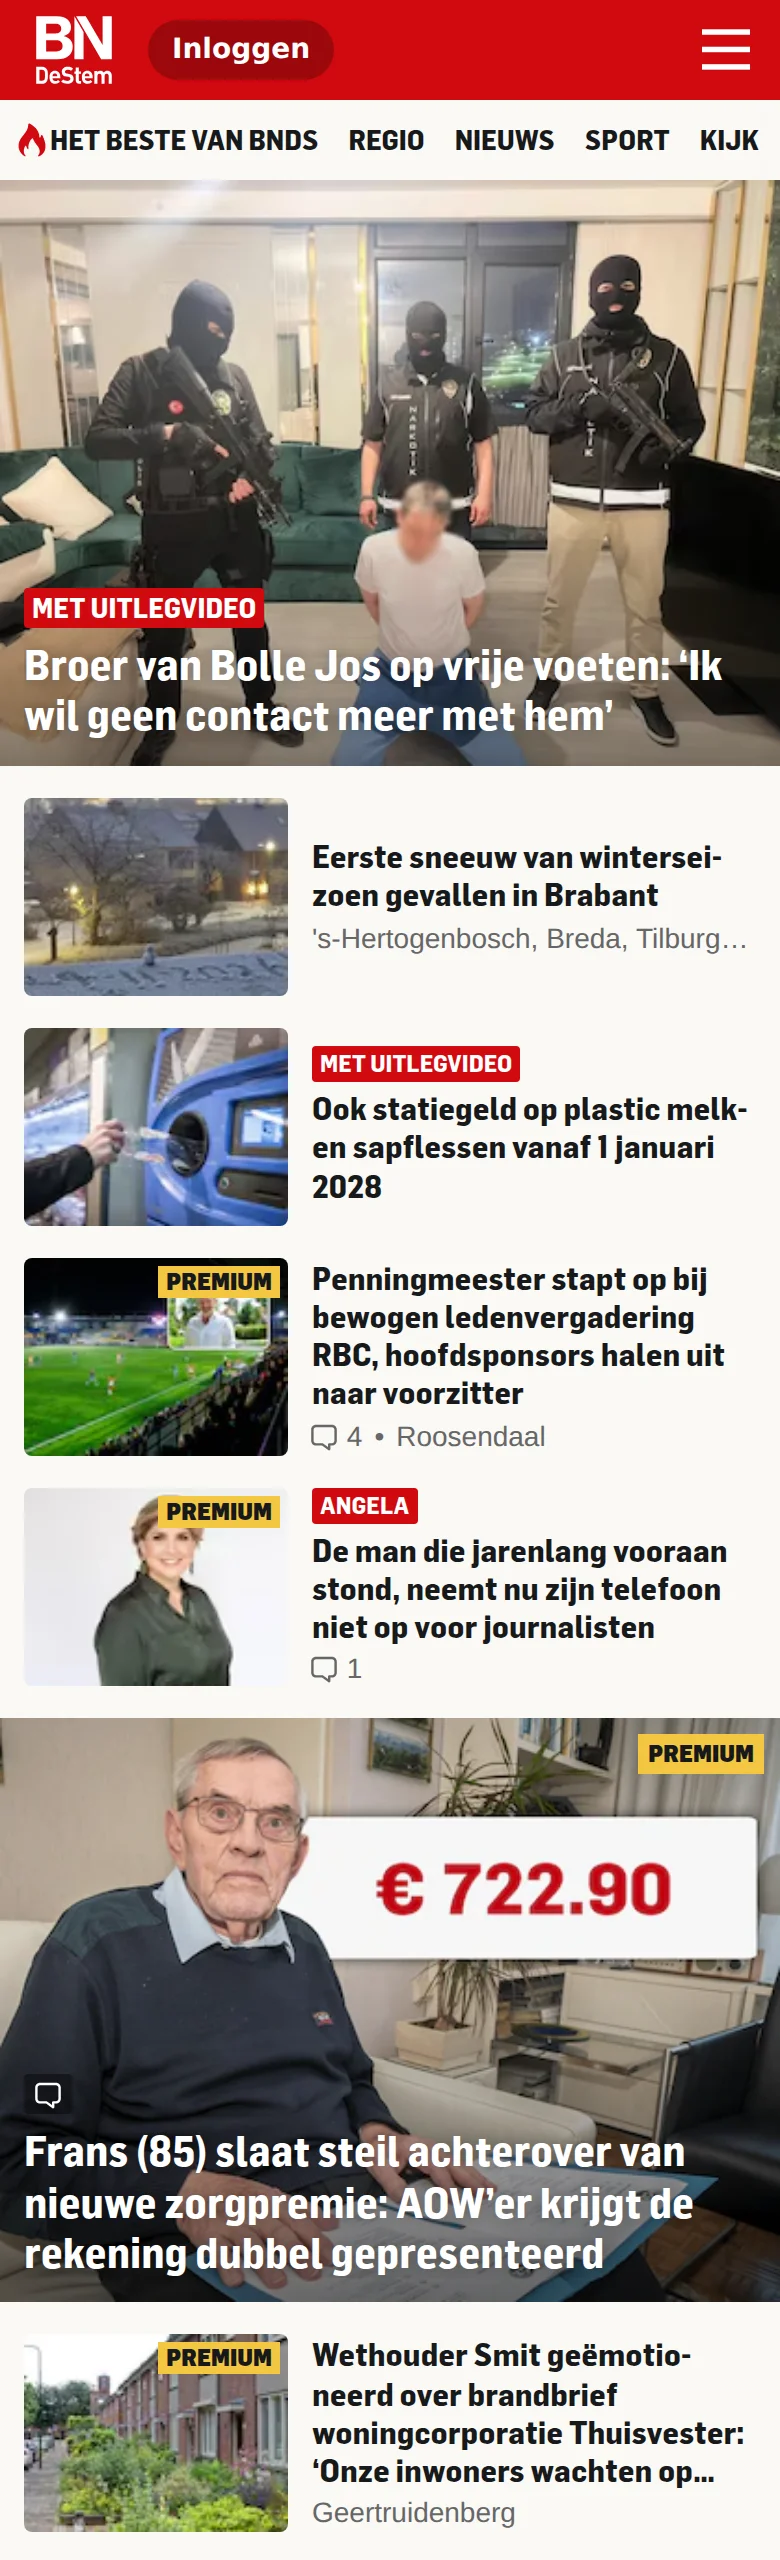 BN
DeStem
Inloggen
HET BESTE VAN BNDS REGIO NIEUWS SPORT KIJK
NARKOTIK
MET UITLEGVIDEO
Broer van Bolle Jos op vrije voeten: ‘Ik
wil geen contact meer met hem’
Eerste sneeuw van wintersei-
zoen gevallen in Brabant
's-Hertogenbosch, Breda, Tilburg…
MET UITLEGVIDEO
Ook statiegeld op plastic melk-
en sapflessen vanaf 1 januari
2028
PREMIUM
Penningmeester stapt op bij
bewogen ledenvergadering
RBC, hoofdsponsors halen uit
naar voorzitter
4 • Roosendaal
PREMIUM
ANGELA
De man die jarenlang vooraan
stond, neemt nu zijn telefoon
niet op voor journalisten
1
PREMIUM
€ 722.90
Frans (85) slaat steil achterover van
nieuwe zorgpremie: AOW’er krijgt de
rekening dubbel gepresenteerd
PREMIUM
Wethouder Smit geëmotio-
neerd over brandbrief
woningcorporatie Thuisvester:
‘Onze inwoners wachten op...
Geertruidenberg